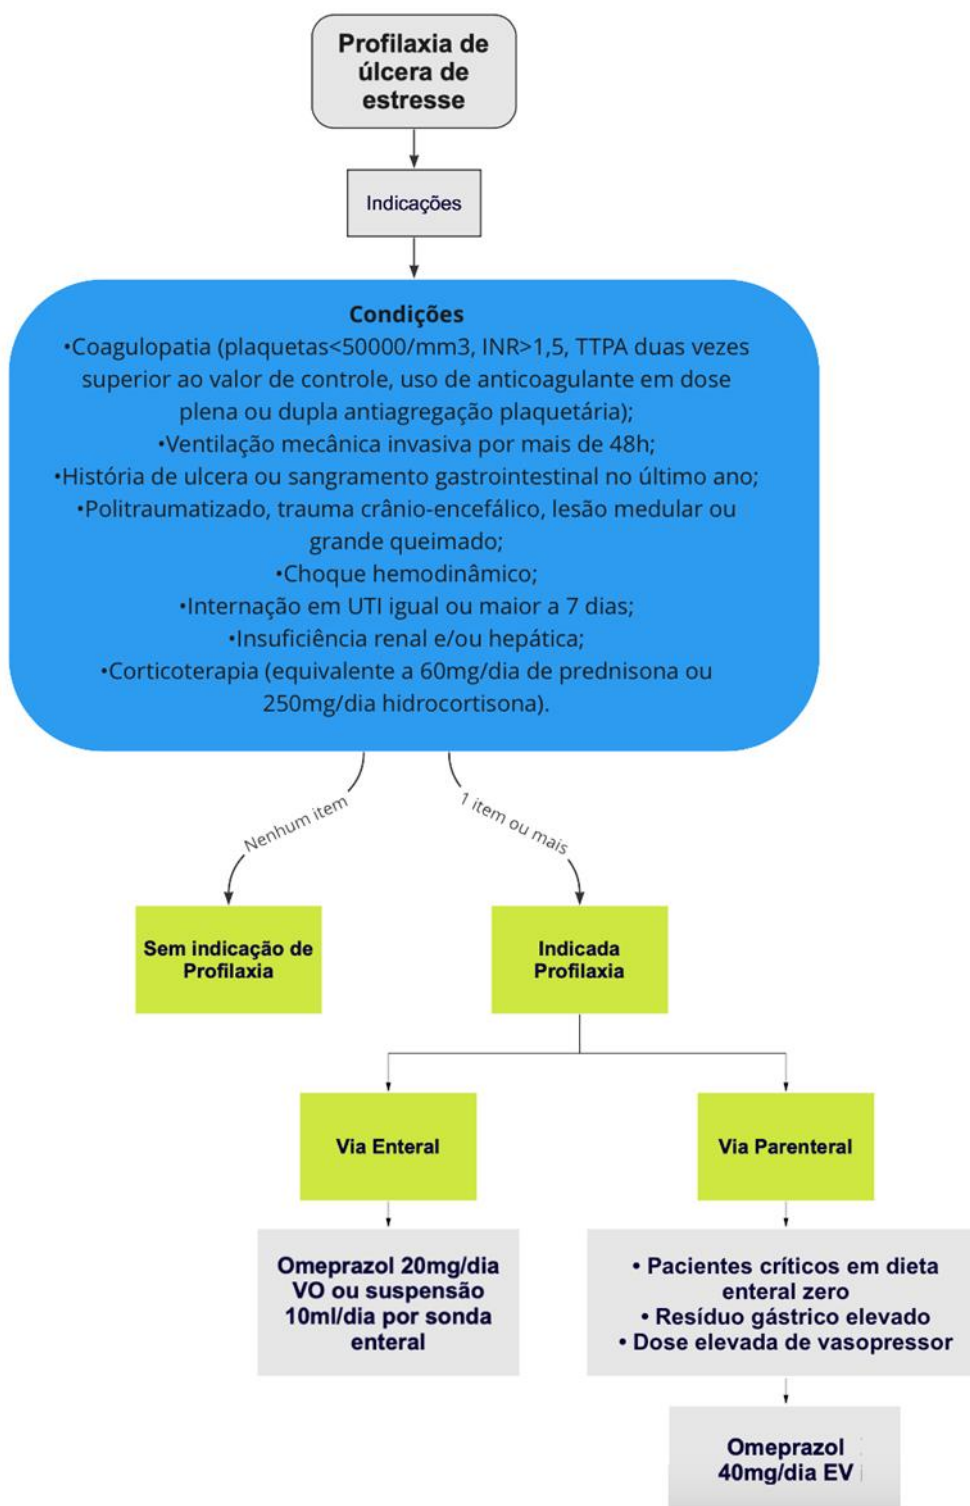 Profilaxia de
úlcera de
estresse
Indicações
Condições
•Coagulopatia (plaquetas<50000/mm3, INR>1,5, TTPA duas vezes
superior ao valor de controle, uso de anticoagulante em dose
plena ou dupla antiagregação plaquetária);
•Ventilação mecânica invasiva por mais de 48h;
•História de ulcera ou sangramento gastrointestinal no último ano;
•Politraumatizado, trauma crânio-encefálico, lesão medular ou
grande queimado;
•Choque hemodinâmico;
•Internação em UTI igual ou maior a 7 dias;
•Insuficiência renal e/ou hepática;
•Corticoterapia (equivalente a 60mg/dia de prednisona ou
250mg/dia hidrocortisona).
Nenhum item
1 item ou mais
Sem indicação de
Profilaxia
Indicada
Profilaxia
Via Enteral
Via Parenteral
Omeprazol 20mg/dia
VO ou suspensão
10ml/dia por sonda
enteral
• Pacientes críticos em dieta
enteral zero
• Resíduo gástrico elevado
• Dose elevada de vasopressor
Omeprazol
40mg/dia EV